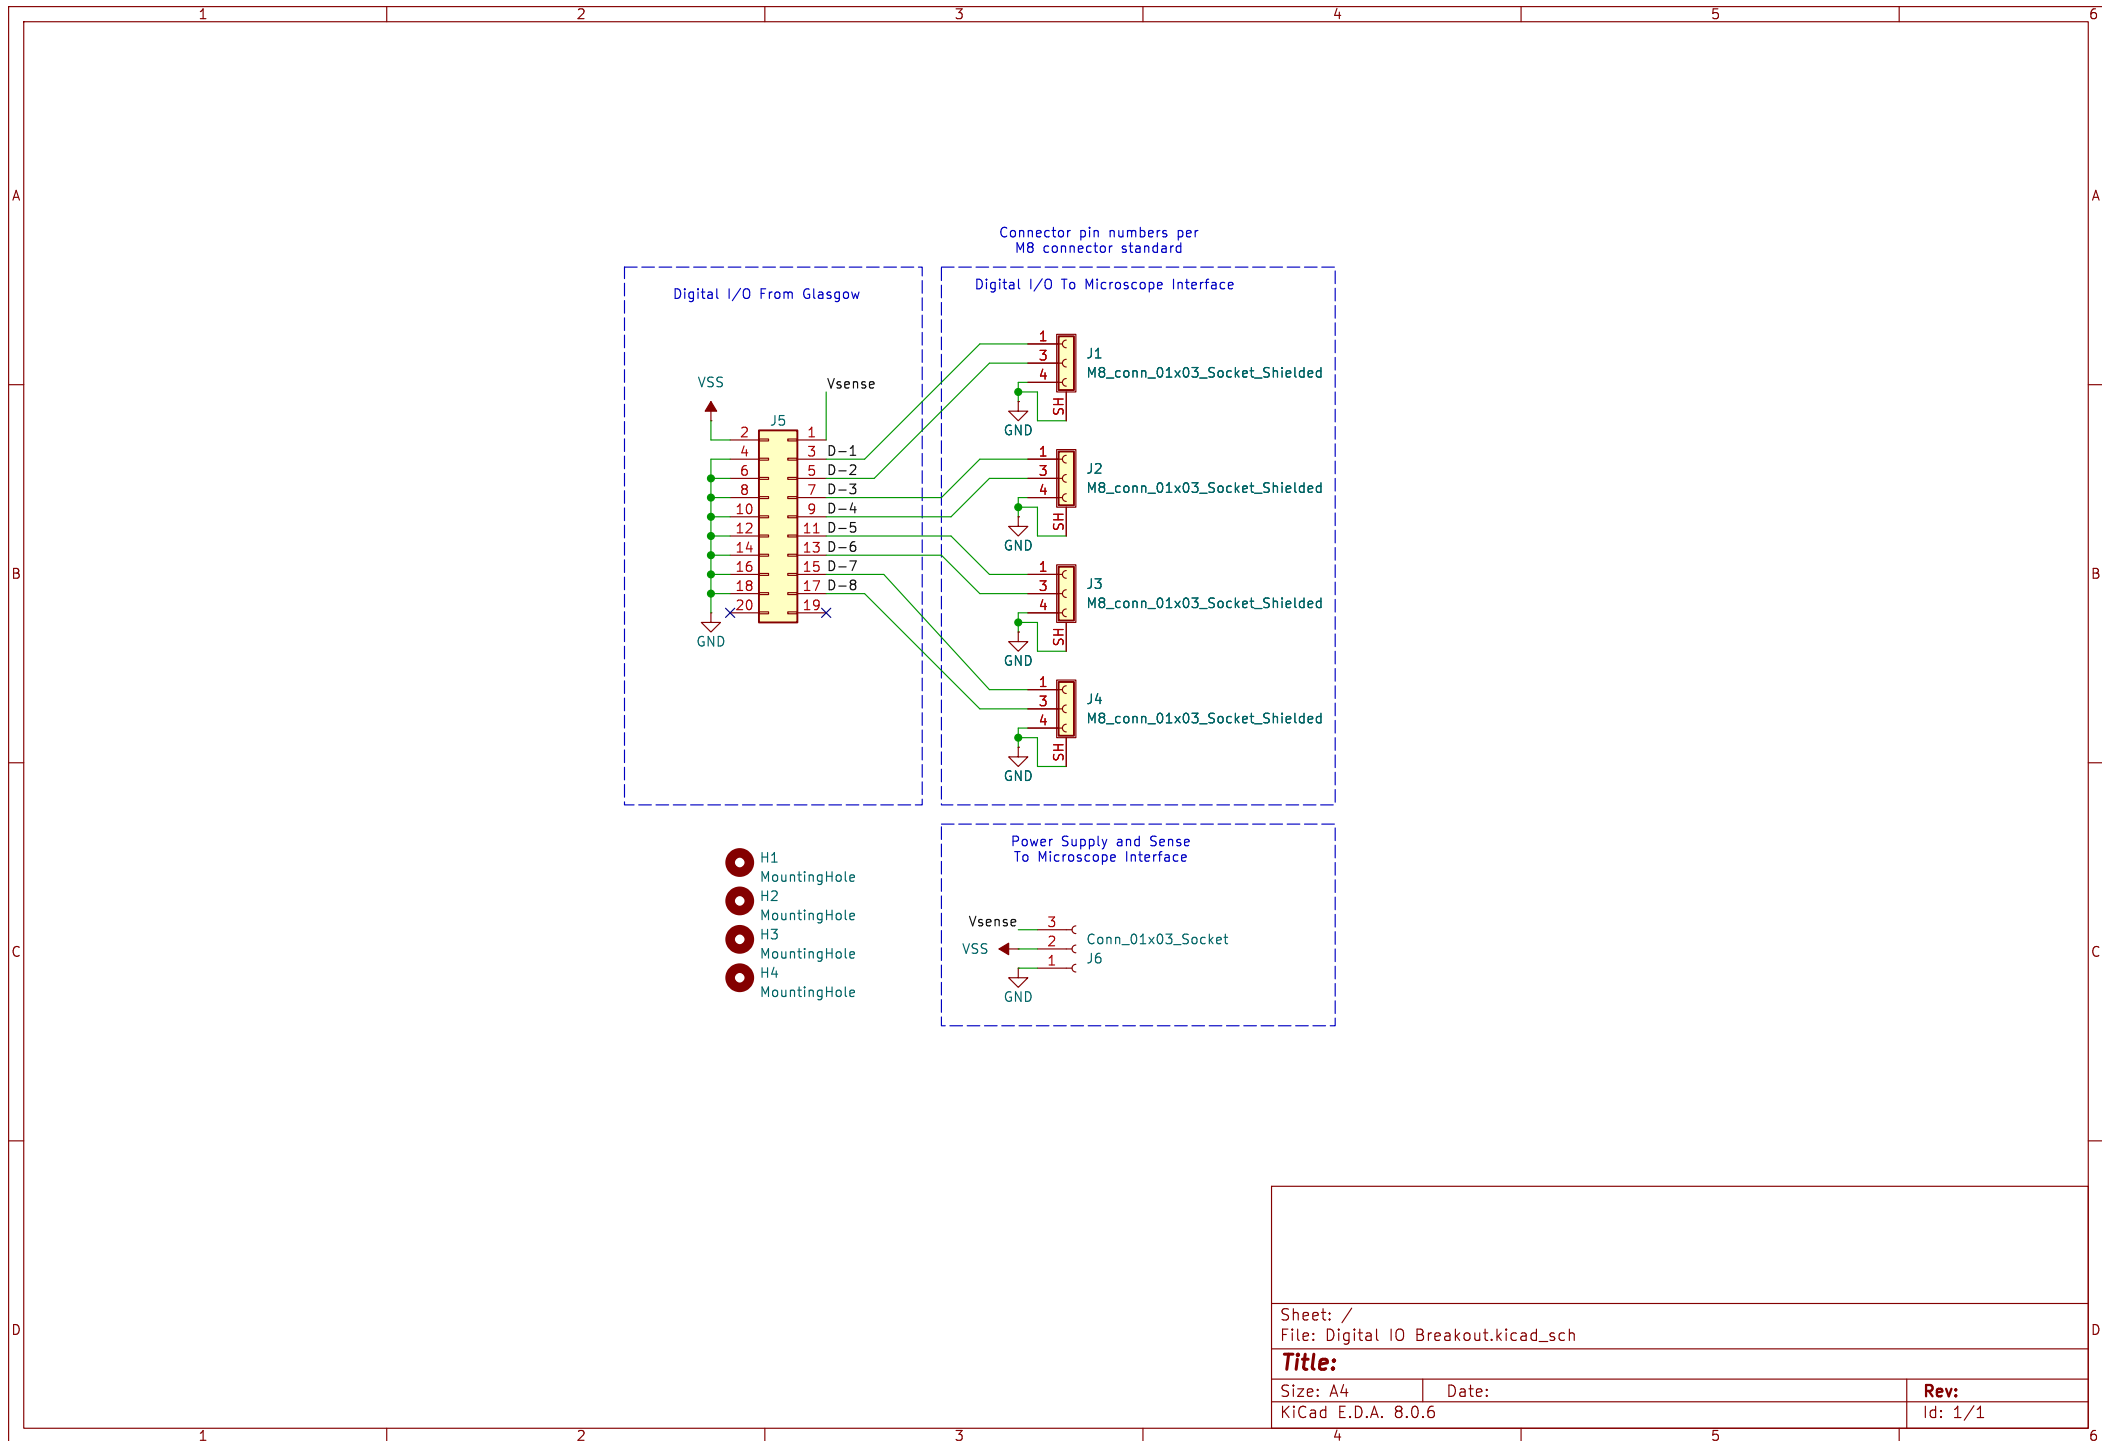 1 2 3 4 5 6
A A
Connector pin numbers per
M8 connector standard
Digital I/O From Glasgow
Digital I/O To Microscope Interface
VSS
Vsense
J5
2 1
4 3 D-1
6 5 D-2
8 7 D-3
10 9 D-4
12 11 D-5
14 13 D-6
16 15 D-7
18 17 D-8
20 19
GND
1
3
4
SH
GND
J1
M8_conn_01x03_Socket_Shielded
1
3
4
SH
GND
J2
M8_conn_01x03_Socket_Shielded
B B
1
3
4
SH
GND
J3
M8_conn_01x03_Socket_Shielded
1
3
4
SH
GND
J4
M8_conn_01x03_Socket_Shielded
H1
MountingHole
H2
MountingHole
H3
MountingHole
H4
MountingHole
Power Supply and Sense
To Microscope Interface
Vsense 3
VSS 2
1
GND
Conn_01x03_Socket
J6
C C
D D
Sheet: /
File: Digital IO Breakout.kicad_sch
Title:
Size: A4 Date: Rev:
KiCad E.D.A. 8.0.6 Id: 1/1
1 2 3 4 5 6